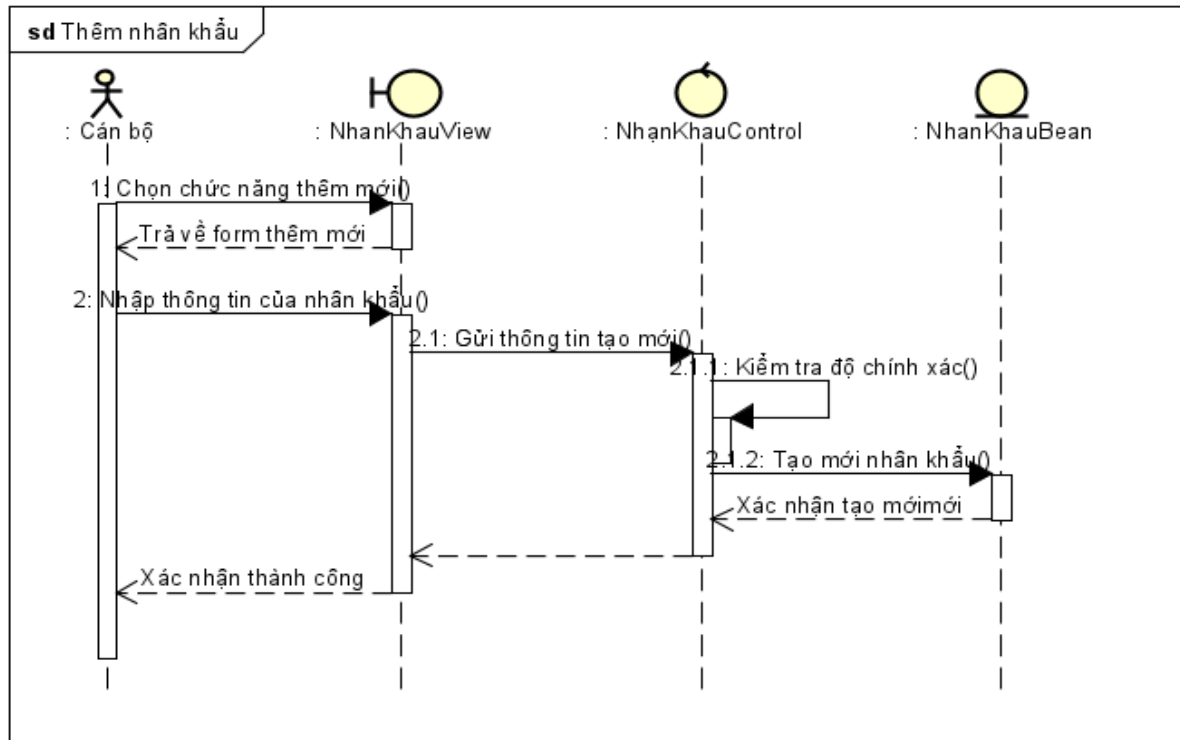 sd Thêm nhân khẩu
: Cán bộ
: NhanKhauView
: NhạnKhauControl
: NhanKhauBean
1: Chọn chức năng thêm mới()
Trả về form thêm mới
2: Nhập thông tin của nhân khẩu()
2.1: Gửi thông tin tạo mới()
2.1.1: Kiểm tra độ chính xác()
2.1.2: Tạo mới nhân khẩu()
Xác nhận tạo mớimới
Xác nhận thành công